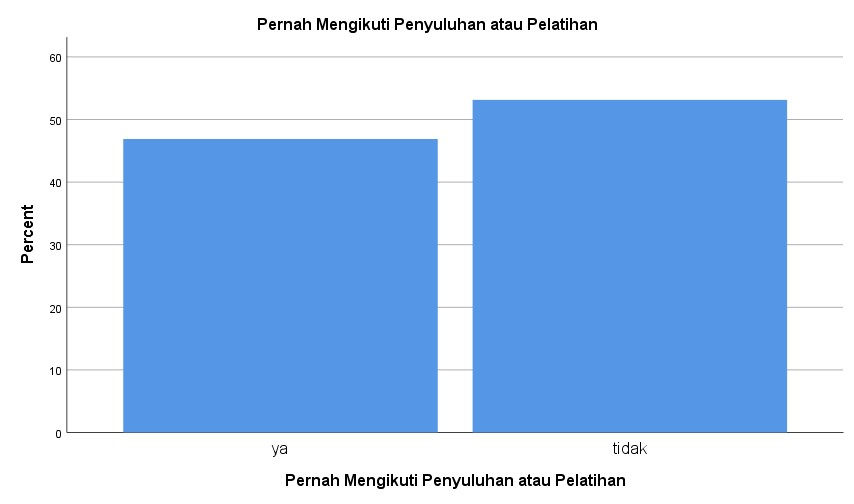 Pernah Mengikuti Penyuluhan atau Pelatihan
60
50
40
30
20
10
0
Percent
ya tidak
Pernah Mengikuti Penyuluhan atau Pelatihan